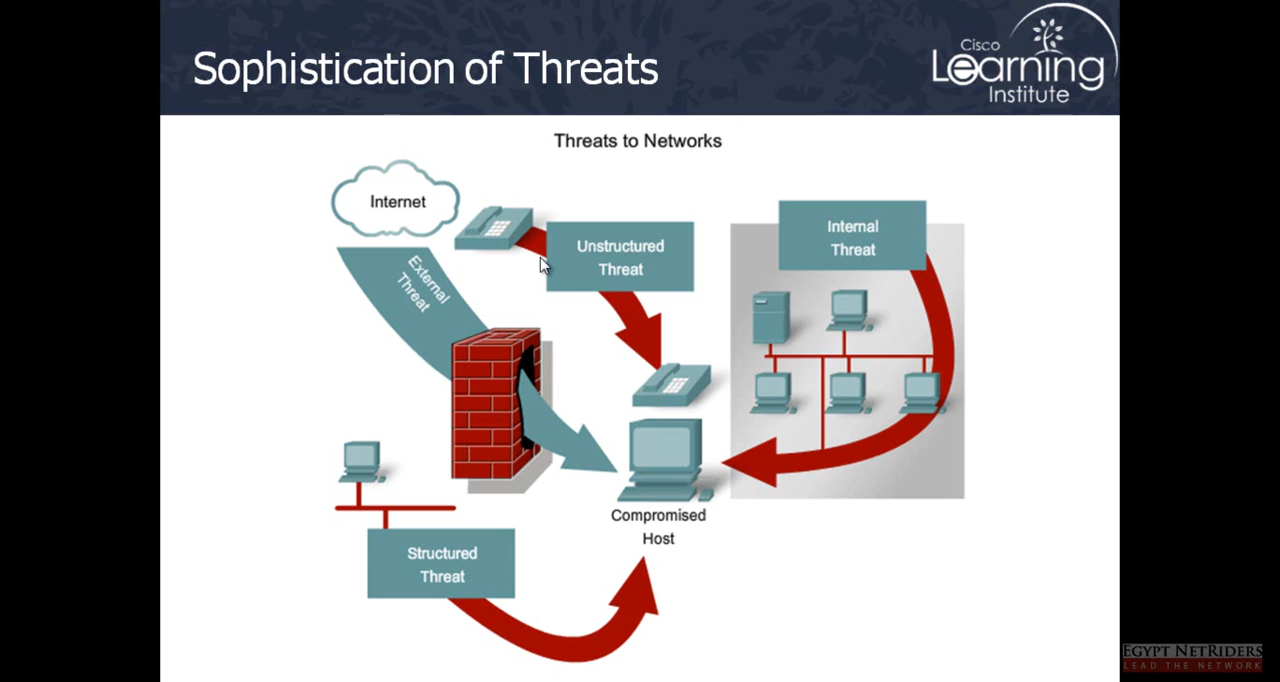 Sophistication of Threats
Cisco
Learning
Institute
Threats to Networks
Internet
External
Threat
Unstructured
Threat
Internal
Threat
Compromised
Host
Structured
Threat
EGYPT NETRIDERS
LEAD THE NETWORK